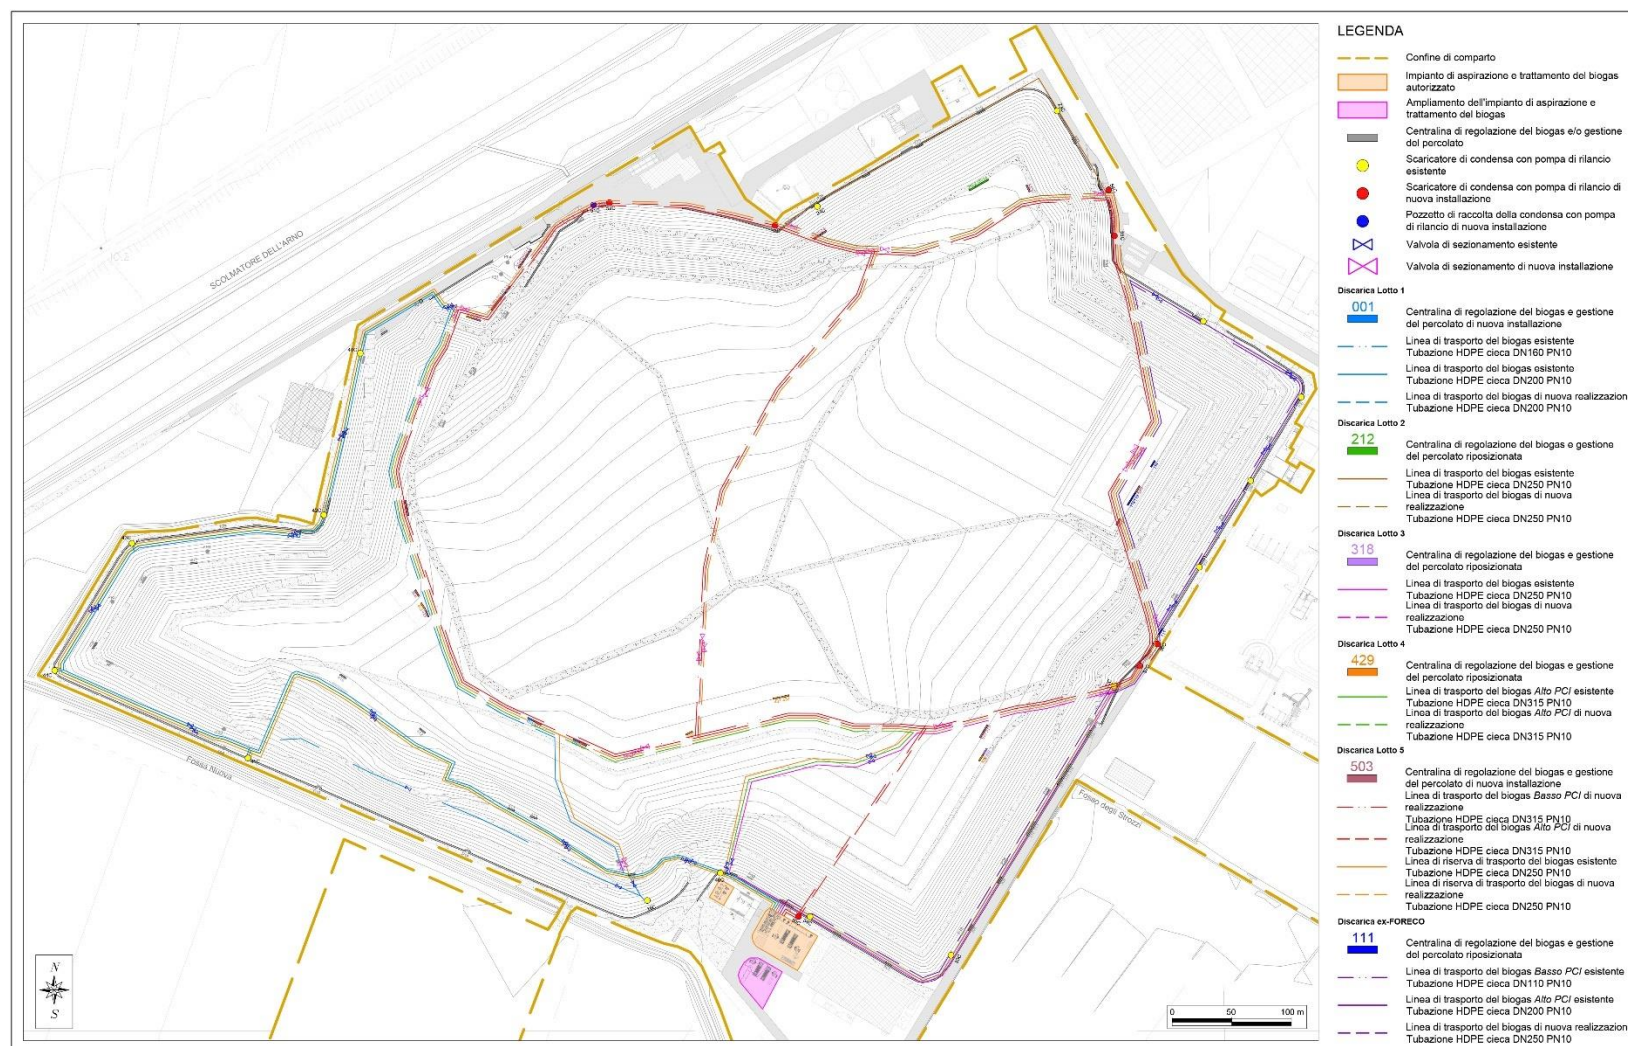 LEGENDA
Confine di comparto
Impianto di aspirazione e trattamento del biogas
autorizzato
Ampliamento dell'impianto di aspirazione e
trattamento del biogas
Centralina di regolazione del biogas e/o gestione
del percolato
Scaricatore di condensa con pompa di rilancio
esistente
Scaricatore di condensa con pompa di rilancio di
nuova installazione
Pozzetto di raccolta della condensa con pompa
di rilancio di nuova installazione
Valvola di sezionamento esistente
Valvola di sezionamento di nuova installazione
Discarica Lotto 1
001
Centralina di regolazione del biogas e gestione
del percolato di nuova installazione
Linea di trasporto del biogas esistente
Tubazione HDPE cieca DN160 PN10
Linea di trasporto del biogas esistente
Tubazione HDPE cieca DN200 PN10
Linea di trasporto del biogas di nuova realizzazion
Tubazione HDPE cieca DN200 PN10
Discarica Lotto 2
212
Centralina di regolazione del biogas e gestione
del percolato riposizionata
Linea di trasporto del biogas esistente
Tubazione HDPE cieca DN250 PN10
Linea di trasporto del biogas di nuova
realizzazione
Tubazione HDPE cieca DN250 PN10
Discarica Lotto 3
318
Centralina di regolazione del biogas e gestione
del percolato riposizionata
Linea di trasporto del biogas esistente
Tubazione HDPE cieca DN250 PN10
Linea di trasporto del biogas di nuova
realizzazione
Tubazione HDPE cieca DN250 PN10
Discarica Lotto 4
429
Centralina di regolazione del biogas e gestione
del percolato riposizionata
Linea di trasporto del biogas Alto PCI esistente
Tubazione HDPE cieca DN315 PN10
Linea di trasporto del biogas Alto PCI di nuova
realizzazione
Tubazione HDPE cieca DN315 PN10
Discarica Lotto 5
503
Centralina di regolazione del biogas e gestione
del percolato di nuova installazione
Linea di trasporto del biogas Basso PCI di nuova
realizzazione
Tubazione HDPE cieca DN315 PN10
Linea di trasporto del biogas Alto PCI di nuova
realizzazione
Tubazione HDPE cieca DN315 PN10
Linea di riserva di trasporto del biogas esistente
Tubazione HDPE cieca DN250 PN10
Linea di riserva di trasporto del biogas di nuova
realizzazione
Tubazione HDPE cieca DN250 PN10
Discarica ex-FORECO
111
Centralina di regolazione del biogas e gestione
del percolato riposizionata
Linea di trasporto del biogas Basso PCI esistente
Tubazione HDPE cieca DN110 PN10
Linea di trasporto del biogas Alto PCI esistente
Tubazione HDPE cieca DN200 PN10
Linea di trasporto del biogas di nuova realizzazion
Tubazione HDPE cieca DN250 PN10
SCOLMATORE DELL'ARNO
Fossa Nuova
Fosso degli Strozzi
N
S
0 50 100 m